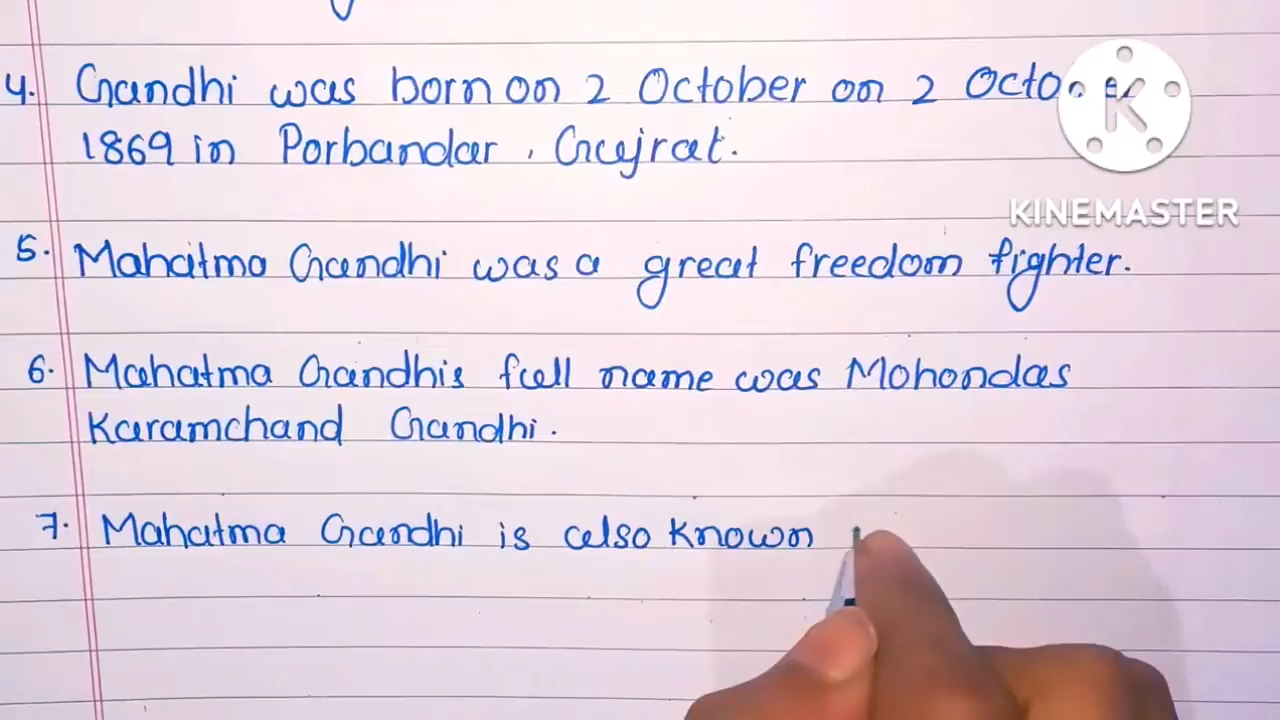 4. Gandhi was born on 2 October on 2 October
1869 in Porbandar, Gujrat.
5. Mahatma Gandhi was a great freedom fighter.
6. Mahatma Gandhis full name was Mohondas
Karamchand Gandhi.
7. Mahatma Gandhi is also known
KINEMASTER